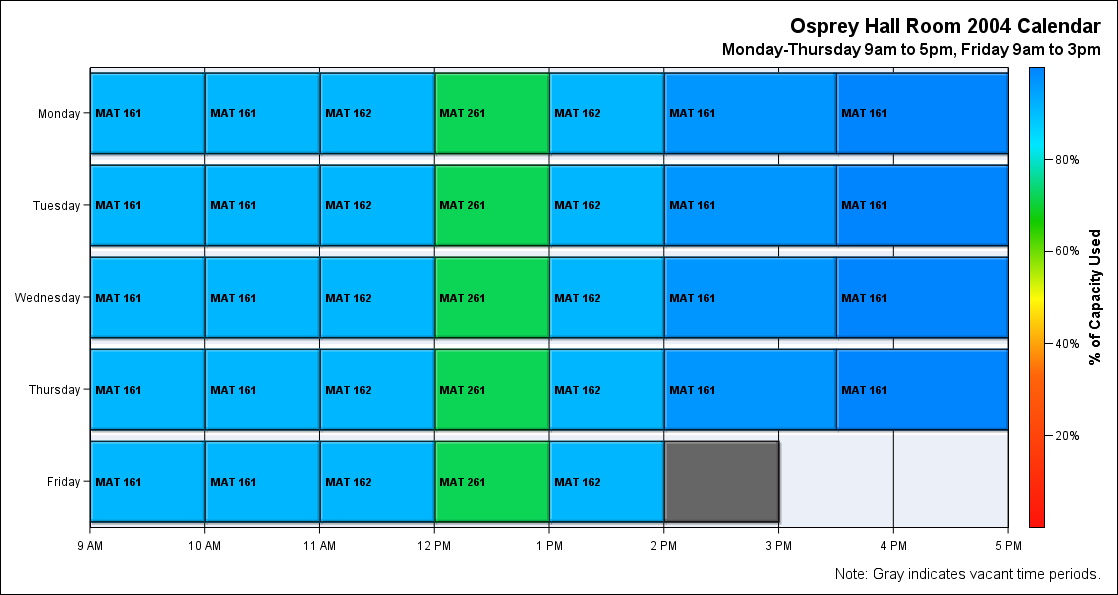 Osprey Hall Room 2004 Calendar
Monday-Thursday 9am to 5pm, Friday 9am to 3pm
Monday MAT 161 MAT 161 MAT 162 MAT 261 MAT 162 MAT 161 MAT 161
Tuesday MAT 161 MAT 161 MAT 162 MAT 261 MAT 162 MAT 161 MAT 161
Wednesday MAT 161 MAT 161 MAT 162 MAT 261 MAT 162 MAT 161 MAT 161
Thursday MAT 161 MAT 161 MAT 162 MAT 261 MAT 162 MAT 161 MAT 161
Friday MAT 161 MAT 161 MAT 162 MAT 261 MAT 162
9 AM 10 AM 11 AM 12 PM 1 PM 2 PM 3 PM 4 PM 5 PM
80%
60%
40%
20%
% of Capacity Used
Note: Gray indicates vacant time periods.